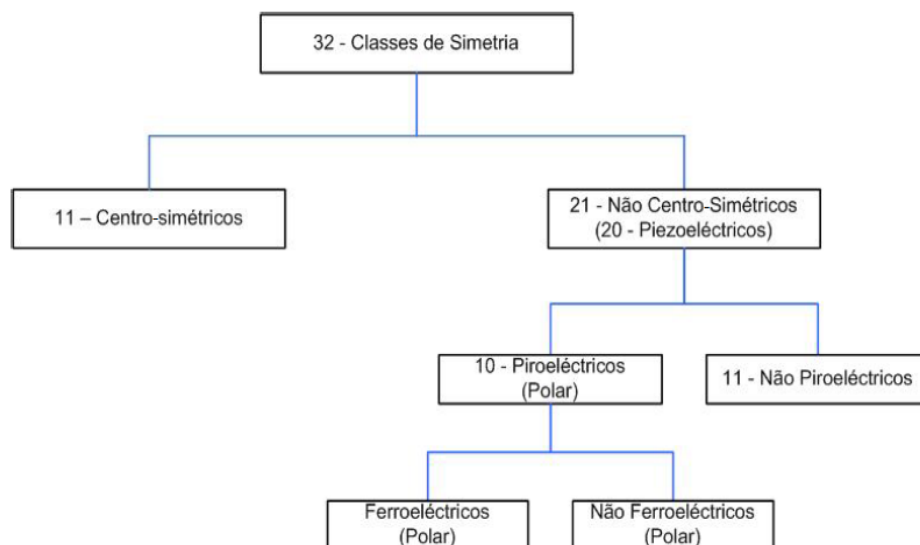 32 - Classes de Simetria
11 – Centro-simétricos
21 - Não Centro-Simétricos
(20 - Piezoeléctricos)
10 - Piroeléctricos
(Polar)
11 - Não Piroeléctricos
Ferroeléctricos
(Polar)
Não Ferroeléctricos
(Polar)